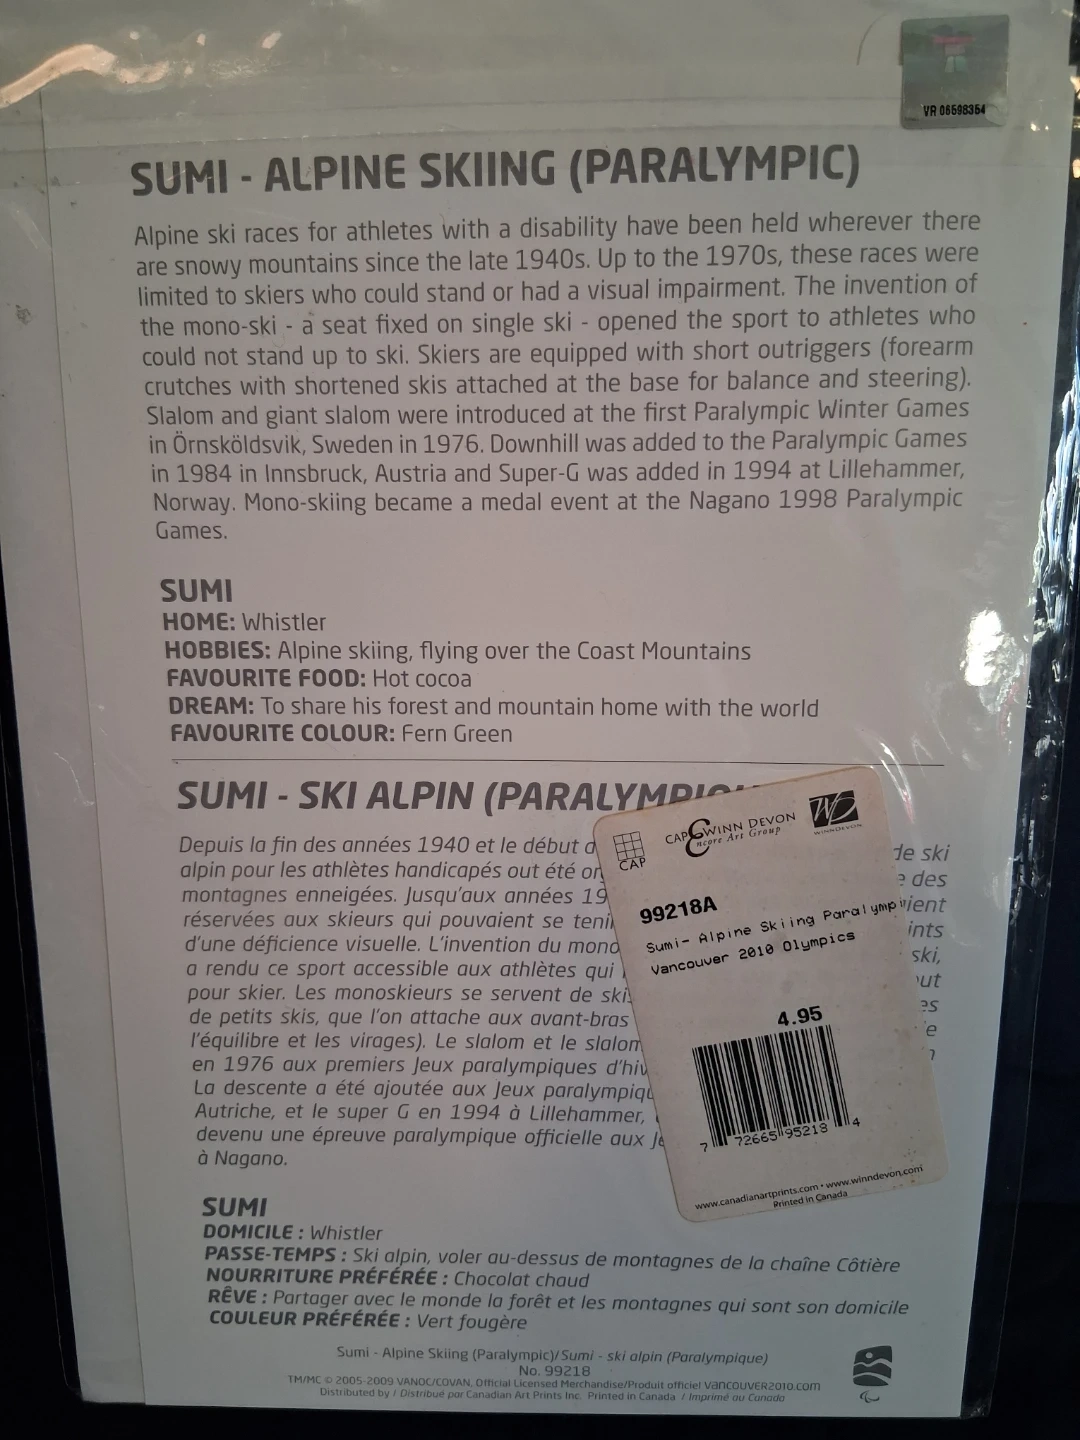 VR 06598354
SUMI - ALPINE SKIING (PARALYMPIC)
Alpine ski races for athletes with a disability have been held wherever there
are snowy mountains since the late 1940s. Up to the 1970s, these races were
limited to skiers who could stand or had a visual impairment. The invention of
the mono-ski - a seat fixed on single ski - opened the sport to athletes who
could not stand up to ski. Skiers are equipped with short outriggers (forearm
crutches with shortened skis attached at the base for balance and steering).
Slalom and giant slalom were introduced at the first Paralympic Winter Games
in Örnsköldsvik, Sweden in 1976. Downhill was added to the Paralympic Games
in 1984 in Innsbruck, Austria and Super-G was added in 1994 at Lillehammer,
Norway. Mono-skiing became a medal event at the Nagano 1998 Paralympic
Games.
SUMI
HOME: Whistler
HOBBIES: Alpine skiing, flying over the Coast Mountains
FAVOURITE FOOD: Hot cocoa
DREAM: To share his forest and mountain home with the world
FAVOURITE COLOUR: Fern Green
SUMI - SKI ALPIN
Depuis la fin des années 1940 et le début de ski
alpin pour les athlètes handicapés out été des
montagnes enneigées. Jusqu'aux années
réservées aux skieurs qui pouvaient se
d'une déficience visuelle. L'invention du ski,
a rendu ce sport accessible aux athlètes qui
pour skier. Les monoskieurs se servent de
de petits skis, que l'on attache aux avant-bras
l'équilibre et les virages). Le slalom et le slalom
en 1976 aux premiers Jeux paralympiques
La descente a été ajoutée aux Jeux
Autriche, et le super G en 1994 à Lillehammer,
devenu une épreuve paralympique officielle aux
à Nagano.
CAP
CAP & WINN DEVON
Encore Art Group
WINN DEVON
99218A
Sumi- Alpine Skiing Paralymp
Vancouver 2010 Olympics
4.95
7 72665 95218 4
www.canadianartprints.com • www.winndevon.com
Printed in Canada
SUMI
DOMICILE : Whistler
PASSE-TEMPS : Ski alpin, voler au-dessus de montagnes de la chaîne Côtière
NOURRITURE PRÉFÉRÉE : Chocolat chaud
RÊVE : Partager avec le monde la forêt et les montagnes qui sont son domicile
COULEUR PRÉFÉRÉE : Vert fougère
Sumi - Alpine Skiing (Paralympic)/Sumi - ski alpin (Paralympique)
No. 99218
TM/MC © 2005-2009 VANOC/COVAN. Official Licensed Merchandise/Produit officiel VANCOUVER2010.COM
Distributed by / Distribué par Canadian Art Prints Inc. Printed in Canada / Imprimé au Canada